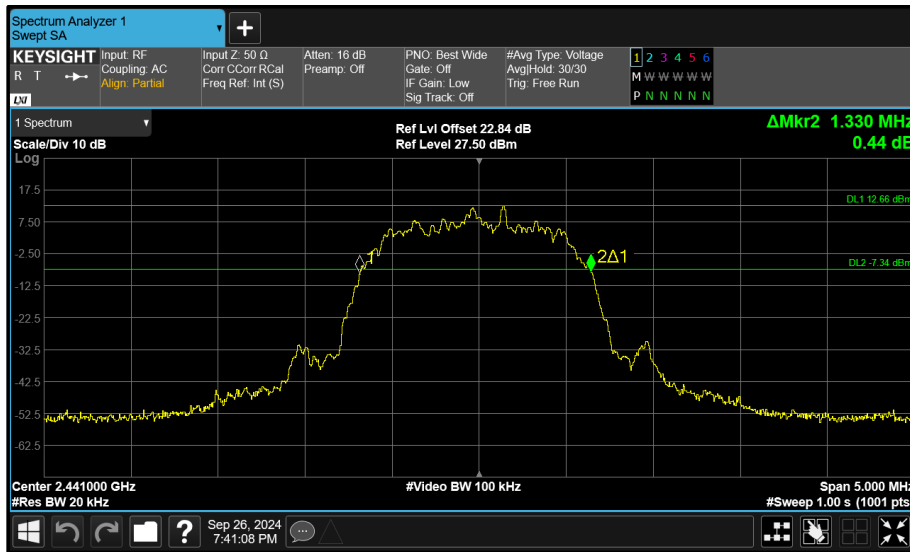 Spectrum Analyzer 1
Swept SA
KEYSIGHT
R T
LXI
Input: RF
Coupling: AC
Align: Partial
Input Z: 50 Ω
Corr CCorr RCal
Freq Ref: Int (S)
Atten: 16 dB
Preamp: Off
PNO: Best Wide
Gate: Off
IF Gain: Low
Sig Track: Off
#Avg Type: Voltage
Avg|Hold: 30/30
Trig: Free Run
1 2 3 4 5 6
M W W W W W
P N N N N N
1 Spectrum
Scale/Div 10 dB
Ref Lvl Offset 22.84 dB
Ref Level 27.50 dBm
ΔMkr2 1.330 MHz
0.44 dB
Log
17.5
DL1 12.66 dBm
7.50
-2.50
1
2Δ1
DL2 -7.34 dBm
-12.5
-22.5
-32.5
-42.5
-52.5
-62.5
Center 2.441000 GHz
#Video BW 100 kHz
Span 5.000 MHz
#Res BW 20 kHz
#Sweep 1.00 s (1001 pts
?
Sep 26, 2024
7:41:08 PM